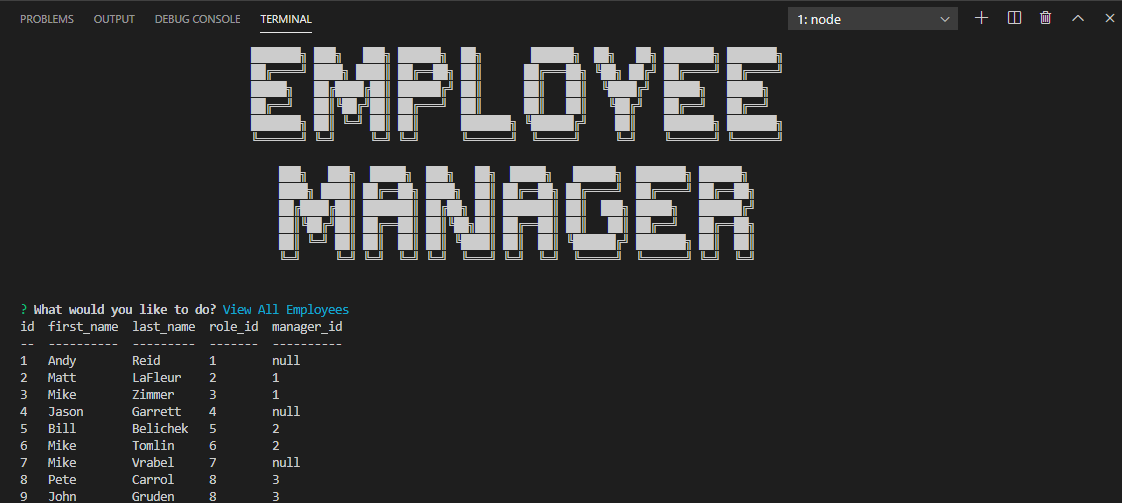 PROBLEMS OUTPUT DEBUG CONSOLE TERMINAL 1: node
EMPLOYEE
MANAGER
? What would you like to do? View All Employees
id first_name last_name role_id manager_id
-- ---------- --------- ------- ----------
1 Andy Reid 1 null
2 Matt LaFleur 2 1
3 Mike Zimmer 3 1
4 Jason Garrett 4 null
5 Bill Belichek 5 2
6 Mike Tomlin 6 2
7 Mike Vrabel 7 null
8 Pete Carrol 8 3
9 John Gruden 8 3